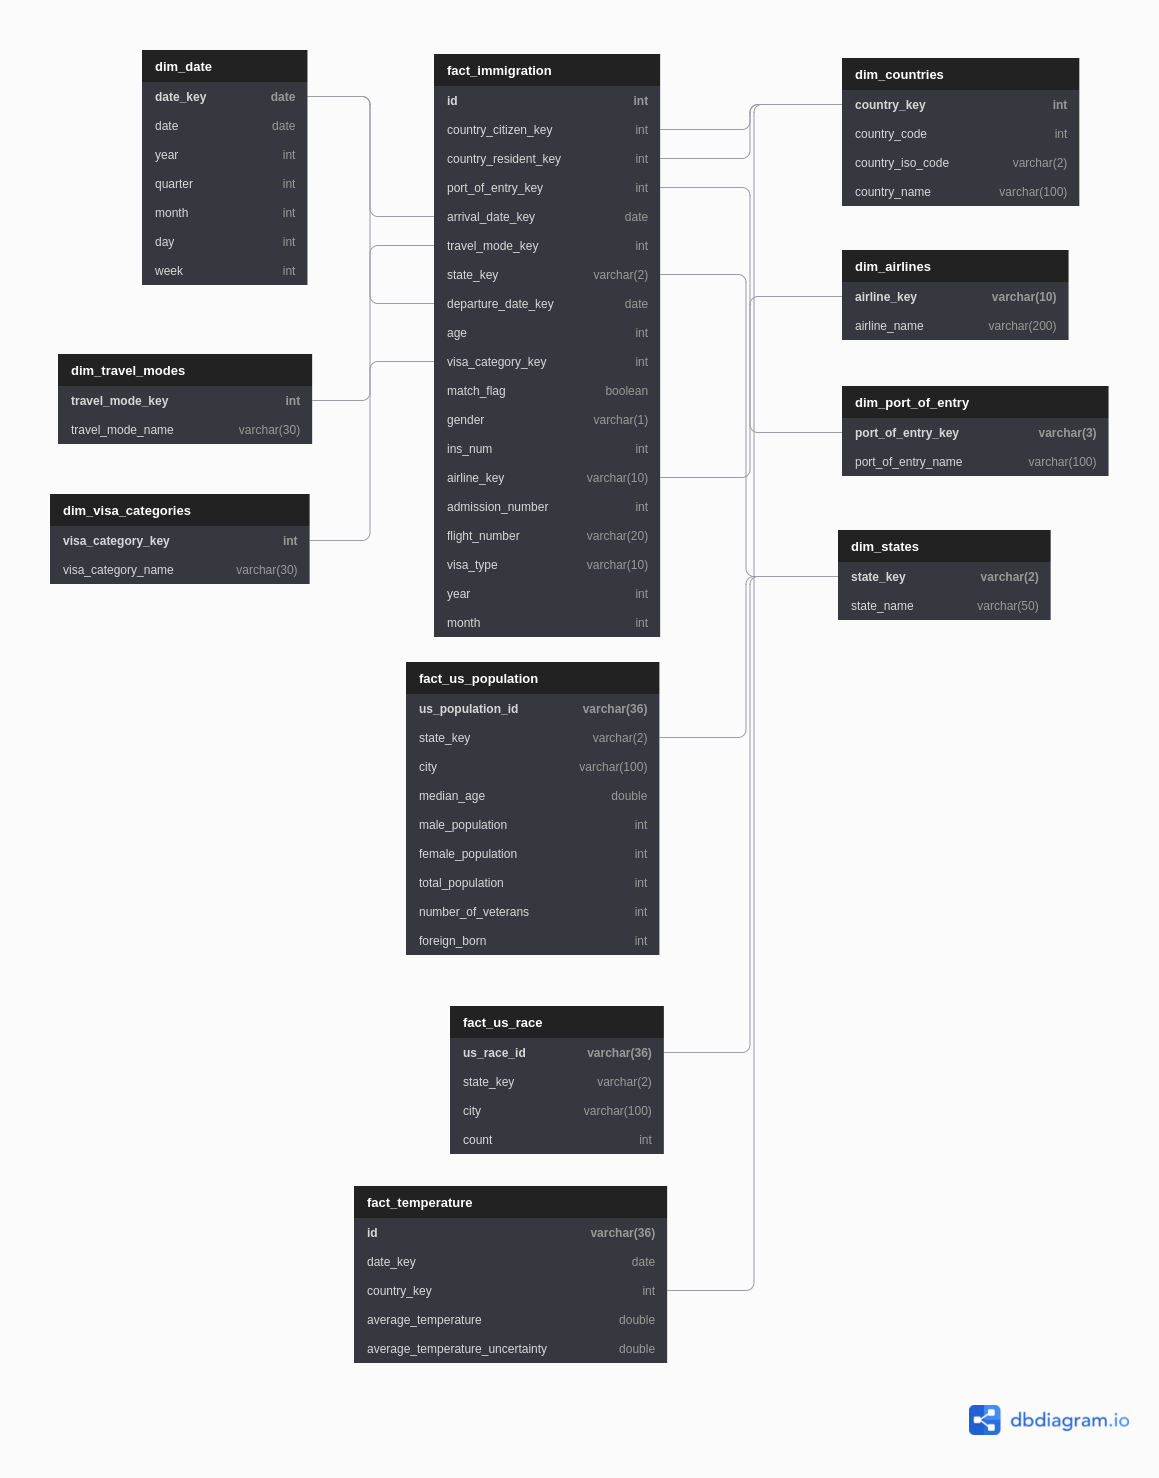 dim_date
date_key date
date date
year int
quarter int
month int
day int
week int
dim_travel_modes
travel_mode_key int
travel_mode_name varchar(30)
dim_visa_categories
visa_category_key int
visa_category_name varchar(30)
fact_immigration
id int
country_citizen_key int
country_resident_key int
port_of_entry_key int
arrival_date_key date
travel_mode_key int
state_key varchar(2)
departure_date_key date
age int
visa_category_key int
match_flag boolean
gender varchar(1)
ins_num int
airline_key varchar(10)
admission_number int
flight_number varchar(20)
visa_type varchar(10)
year int
month int
fact_us_population
us_population_id varchar(36)
state_key varchar(2)
city varchar(100)
median_age double
male_population int
female_population int
total_population int
number_of_veterans int
foreign_born int
fact_us_race
us_race_id varchar(36)
state_key varchar(2)
city varchar(100)
count int
fact_temperature
id varchar(36)
date_key date
country_key int
average_temperature double
average_temperature_uncertainty double
dim_countries
country_key int
country_code int
country_iso_code varchar(2)
country_name varchar(100)
dim_airlines
airline_key varchar(10)
airline_name varchar(200)
dim_port_of_entry
port_of_entry_key varchar(3)
port_of_entry_name varchar(100)
dim_states
state_key varchar(2)
state_name varchar(50)
dbdiagram.io